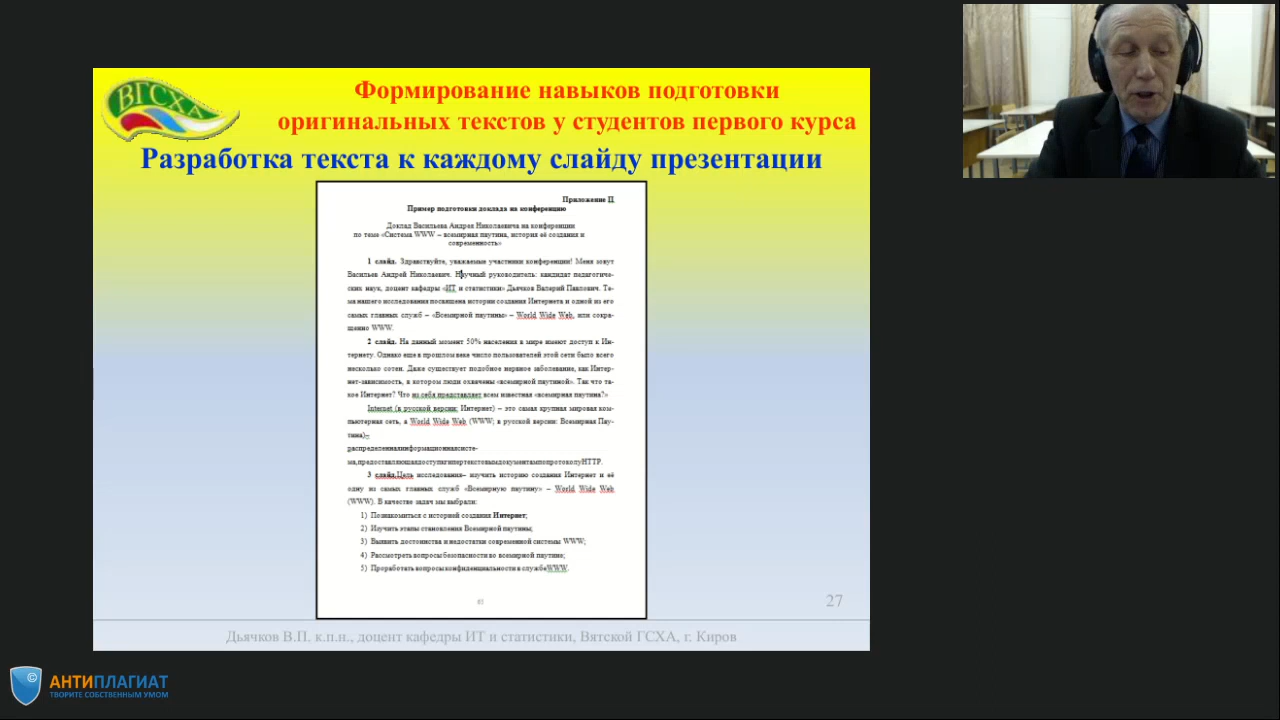 ВГСХА
Формирование навыков подготовки
оригинальных текстов у студентов первого курса
Разработка текста к каждому слайду презентации
Приложение Ц
Пример подготовки доклада на конференцию
Доклад Васильева Андрея Николаевича на конференции
по теме «Система WWW – всемирная паутина, история её создания и
современность»
1 слайд. Здравствуйте, уважаемые участники конференции! Меня зовут
Васильев Андрей Николаевич. Научный руководитель: кандидат педагогиче-
ских наук, доцент кафедры «ИТ и статистики» Дьячков Валерий Павлович. Те-
ма нашего исследования посвящена истории создания Интернета и одной из его
самых главных служб – «Всемирной паутины» – World Wide Web, или сокра-
щенно WWW.
2 слайд. На данный момент 50% населения в мире имеют доступ к Ин-
тернету. Однако еще в прошлом веке число пользователей этой сети было всего
несколько сотен. Даже существует подобное нервное заболевание, как Интер-
нет-зависимость, в котором люди охвачены «всемирной паутиной». Так что та-
кое Интернет? Что из себя представляет всем известная «всемирная паутина?»
Internet (в русской версии: Интернет) – это самая крупная мировая ком-
пьютерная сеть, а World Wide Web (WWW; в русской версии: Всемирная Пау-
тина)–
распределеннаяинформационнаясисте-
ма,предоставляющаядоступкгипертекстовымдокументампопротоколуHTTP.
3 слайд.Цель исследования– изучить историю создания Интернет и её
одну из самых главных служб «Всемирную паутину» – World Wide Web
(WWW). В качестве задач мы выбрали:
1) Познакомиться с историей создания Интернет;
2) Изучить этапы становления Всемирной паутины;
3) Выявить достоинства и недостатки современной системы WWW;
4) Рассмотреть вопросы безопасности во всемирной паутине;
5) Проработать вопросы конфиденциальности в службе WWW.
27
Дьячков В.П. к.п.н., доцент кафедры ИТ и статистики, Вятской ГСХА, г. Киров
© АНТИПЛАГИАТ
ТВОРИТЕ СОБСТВЕННЫМ УМОМ